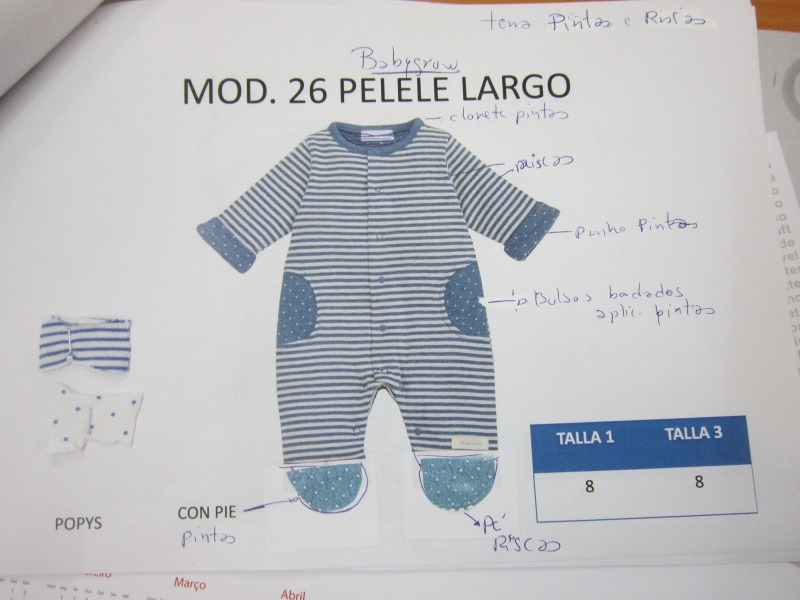 tema Pintas e Riscas
Babygrow
MOD. 26 PELELE LARGO
pintas
riscas
punho pintas
Bolsos bordados
aplic. pintas
TALLA 1 TALLA 3
8 8
POPYS
CON PIE
pintas
Pé
Riscas
Março
Abril